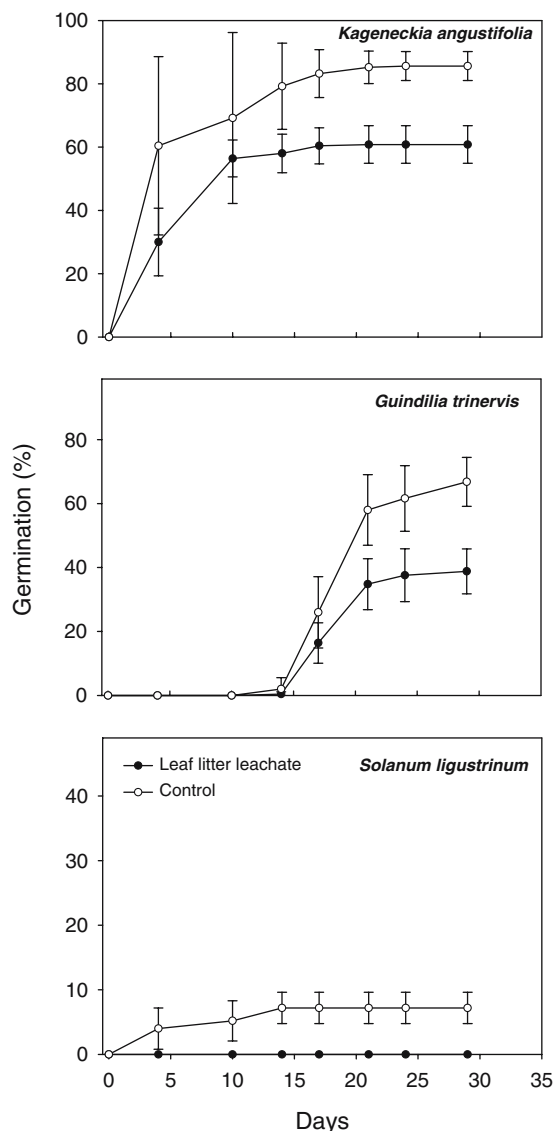 100
Kageneckia angustifolia
80
60
40
20
0
Guindilia trinervis
80
60
40
20
0
Germination (%)
Leaf litter leachate
Control
Solanum ligustrinum
40
30
20
10
0
0 5 10 15 20 25 30 35
Days